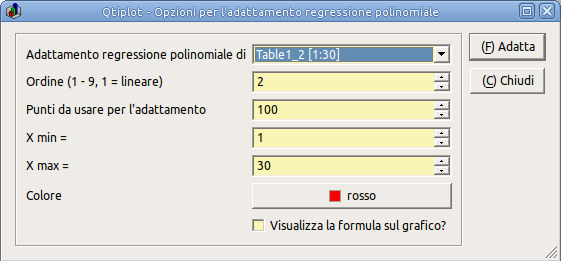 Qtiplot - Opzioni per l'adattamento regressione polinomiale
Adattamento regressione polinomiale di Table1_2 [1:30]
(F) Adatta
Ordine (1 - 9, 1 = lineare) 2
(C) Chiudi
Punti da usare per l'adattamento 100
X min = 1
X max = 30
Colore rosso
Visualizza la formula sul grafico?